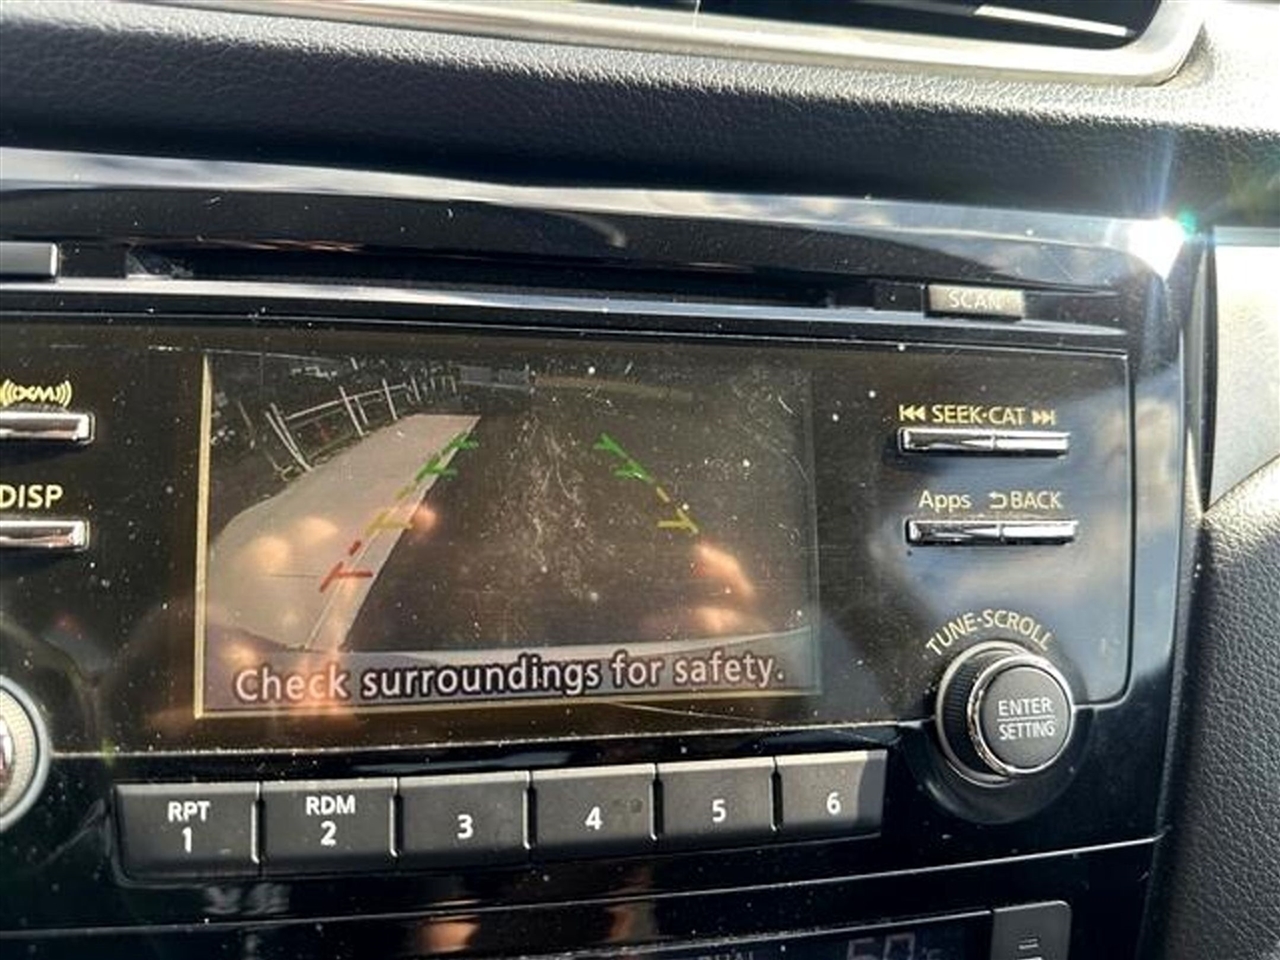 SCAN
((XM))
SEEK·CAT
DISP
Apps BACK
TUNE·SCROLL
ENTER
SETTING
Check surroundings for safety.
RPT
1
RDM
2
3
4
5
6